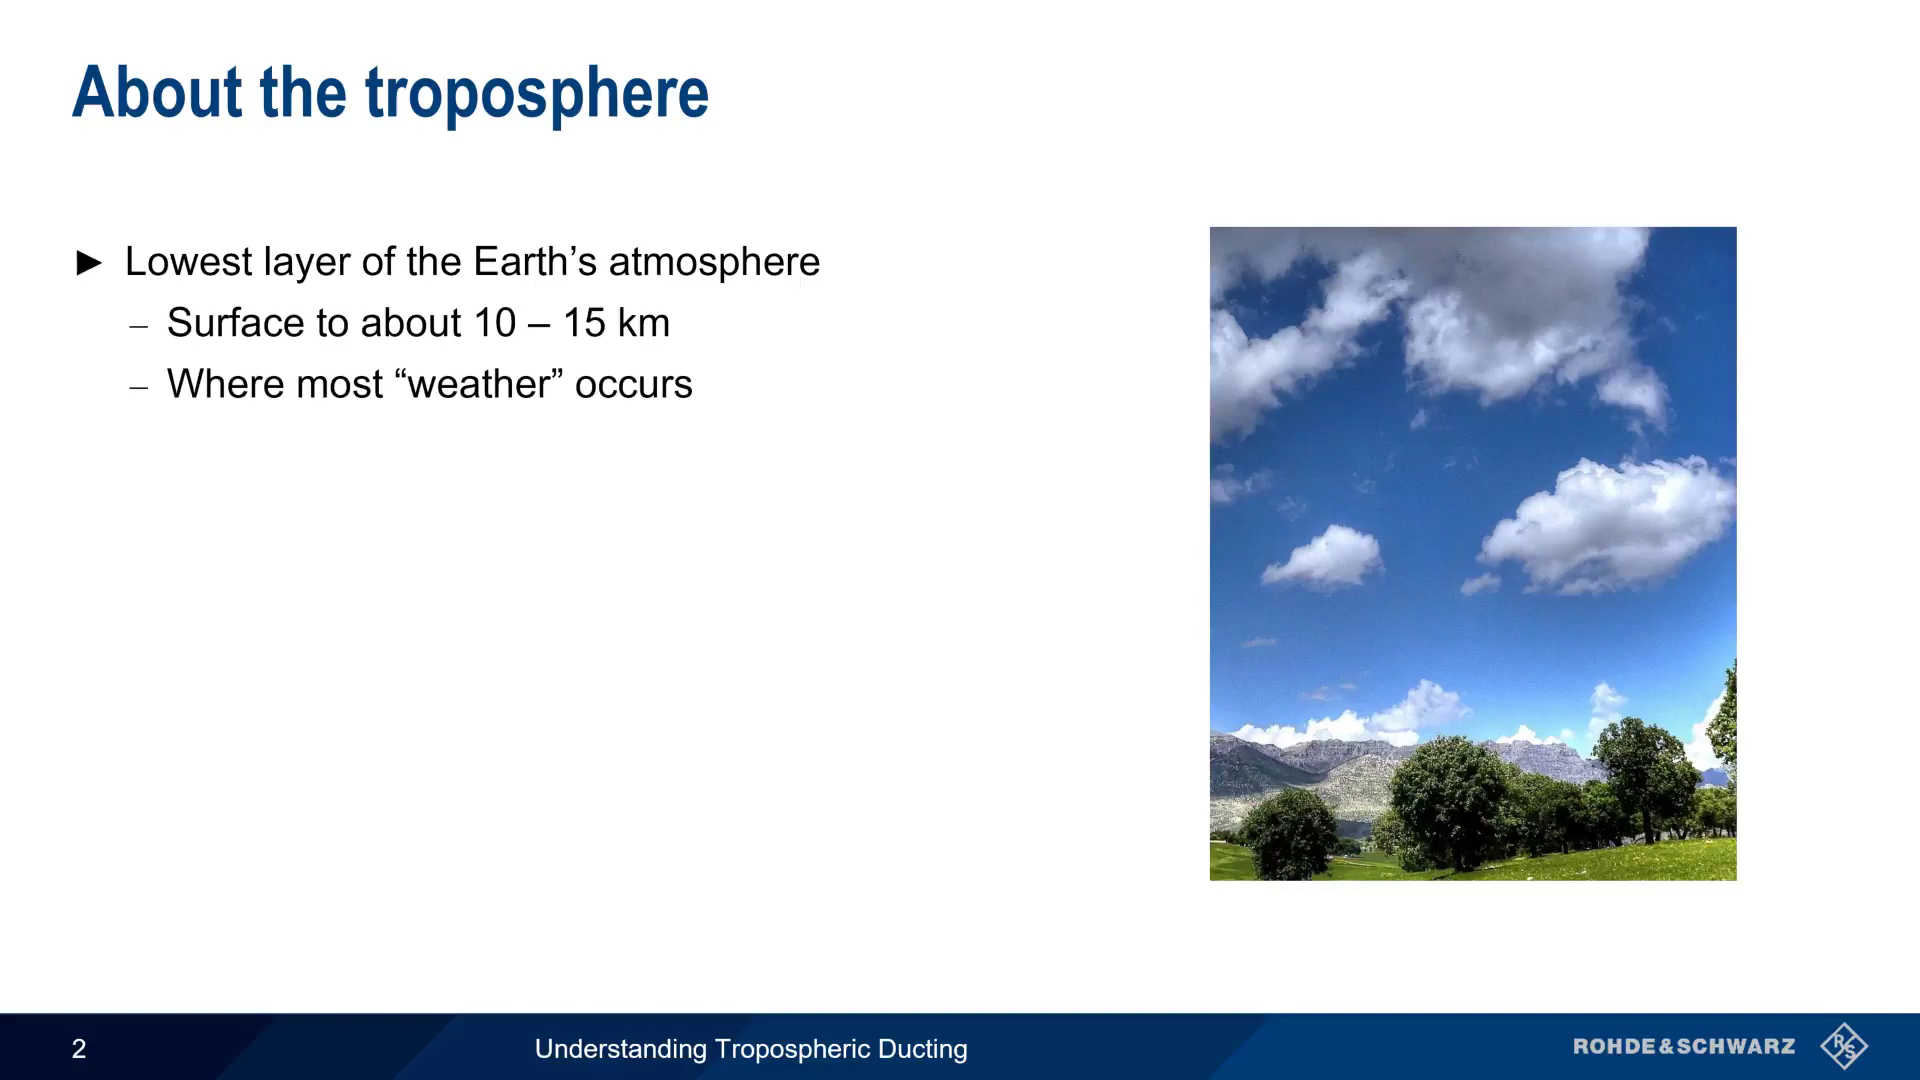 About the troposphere
► Lowest layer of the Earth’s atmosphere
– Surface to about 10 – 15 km
– Where most “weather” occurs
2
Understanding Tropospheric Ducting
ROHDE&SCHWARZ
R&S